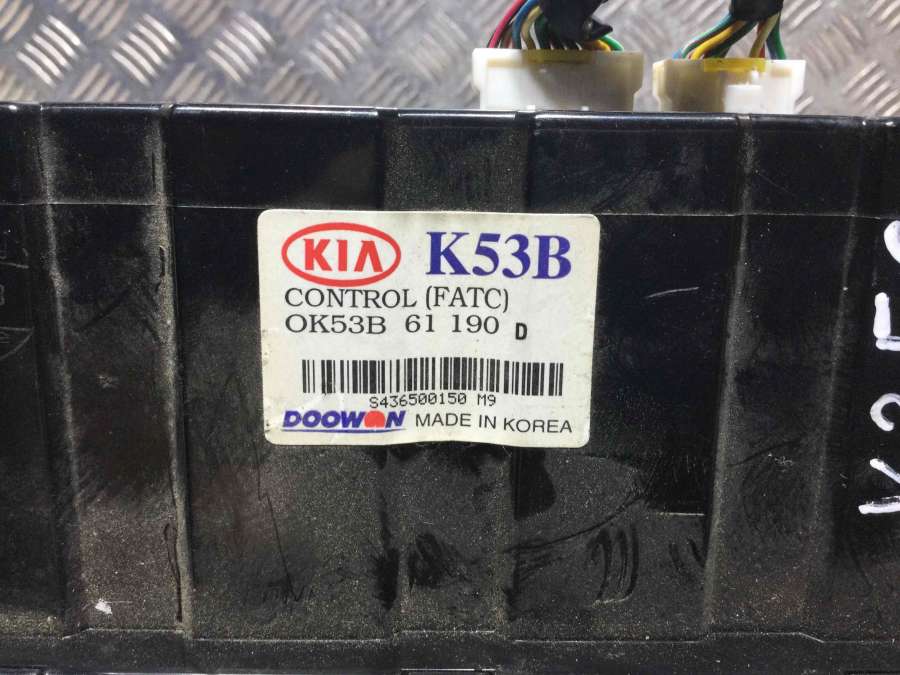 KIA K53B
CONTROL (FATC)
OK53B 61 190 D
S436500150 M9
DOOWON MADE IN KOREA